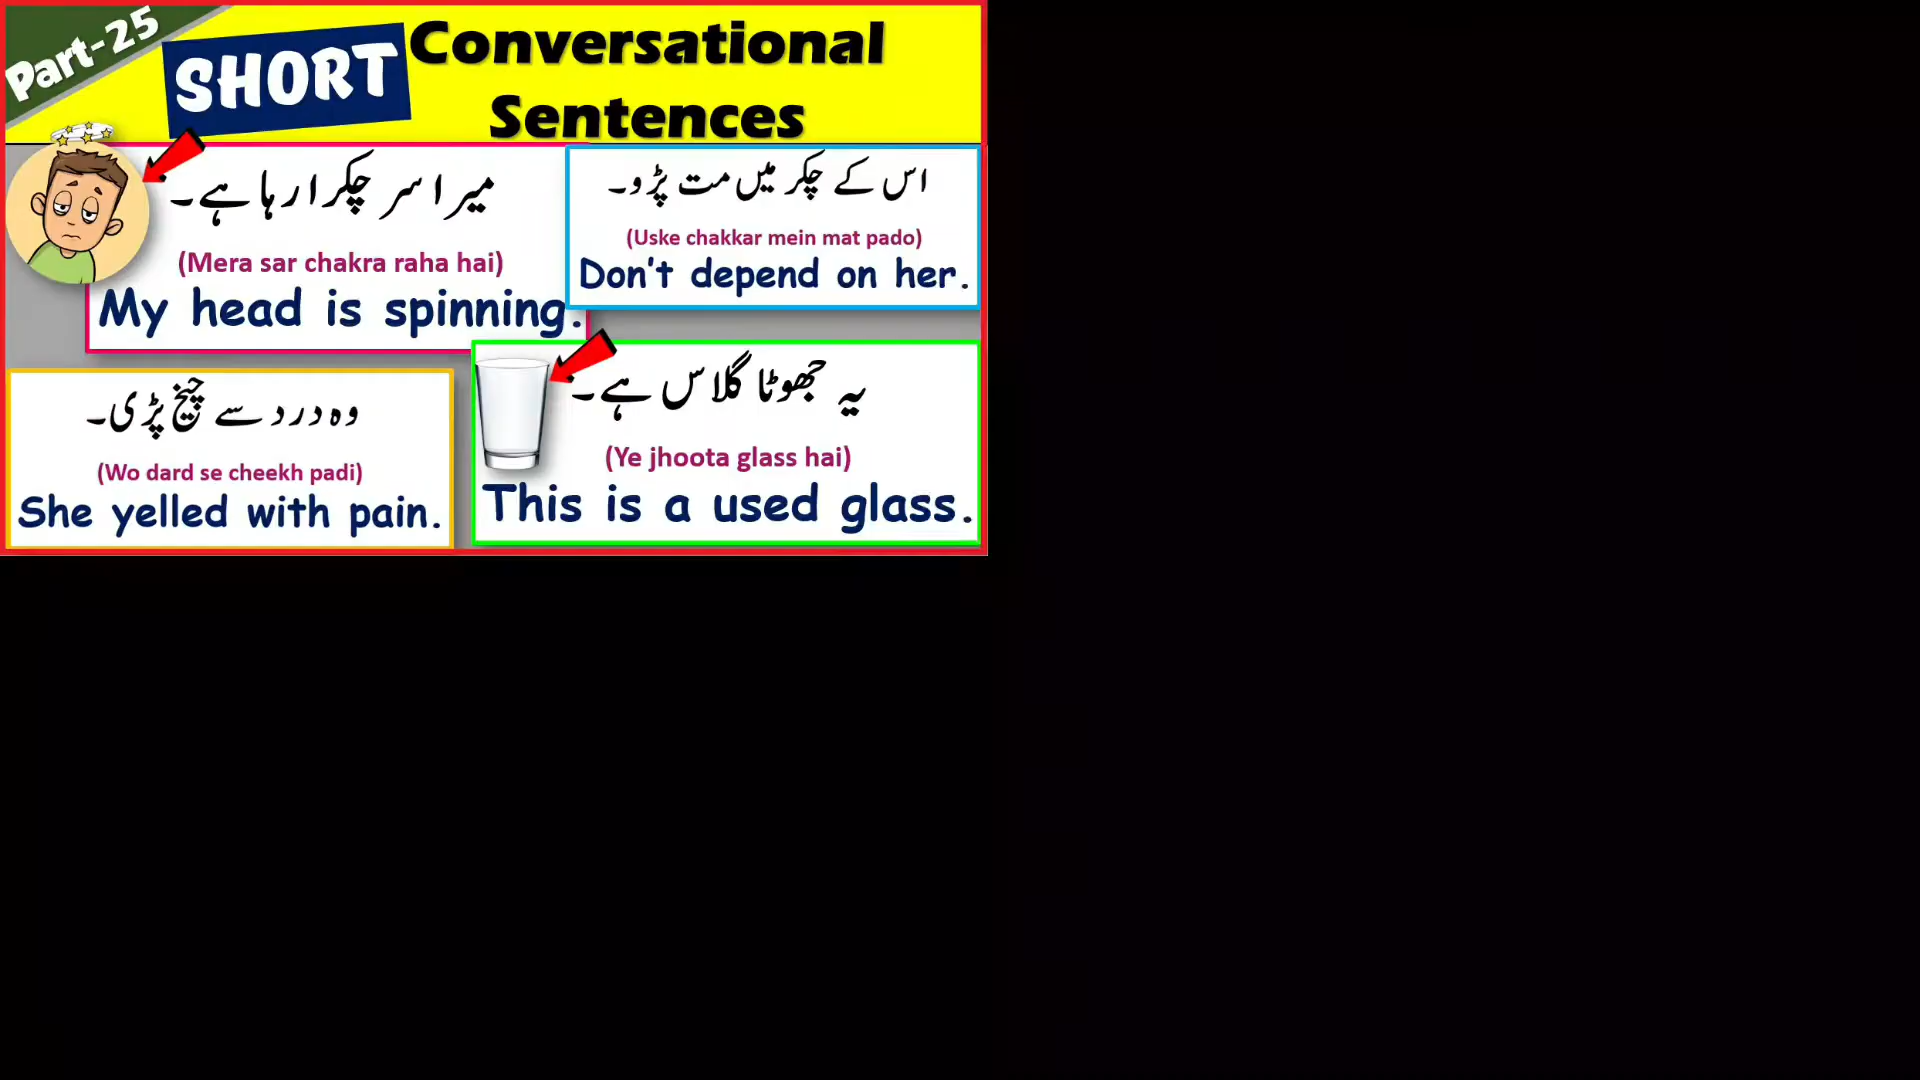 Part-25
SHORT
Conversational
Sentences
میرا سر چکرا رہا ہے۔
(Mera sar chakra raha hai)
My head is spinning.
اس کے چکر میں مت پڑو۔
(Uske chakkar mein mat pado)
Don't depend on her.
وہ درد سے چیخ پڑی۔
(Wo dard se cheekh padi)
She yelled with pain.
یہ جھوٹا گلاس ہے۔
(Ye jhoota glass hai)
This is a used glass.